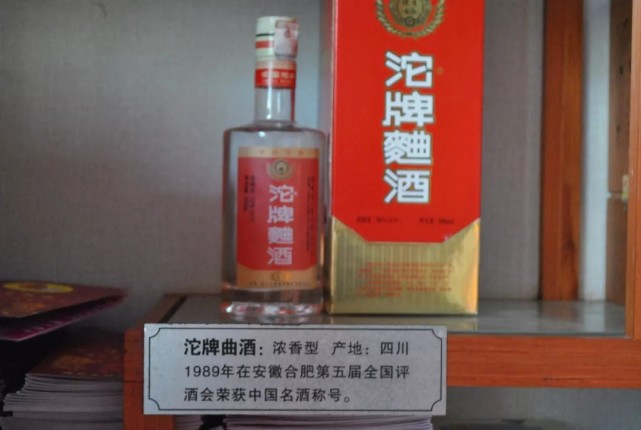 沱牌麯酒
沱牌麯酒
沱牌曲酒：浓香型 产地：四川
1989年在安徽合肥第五届全国评
酒会荣获中国名酒称号。